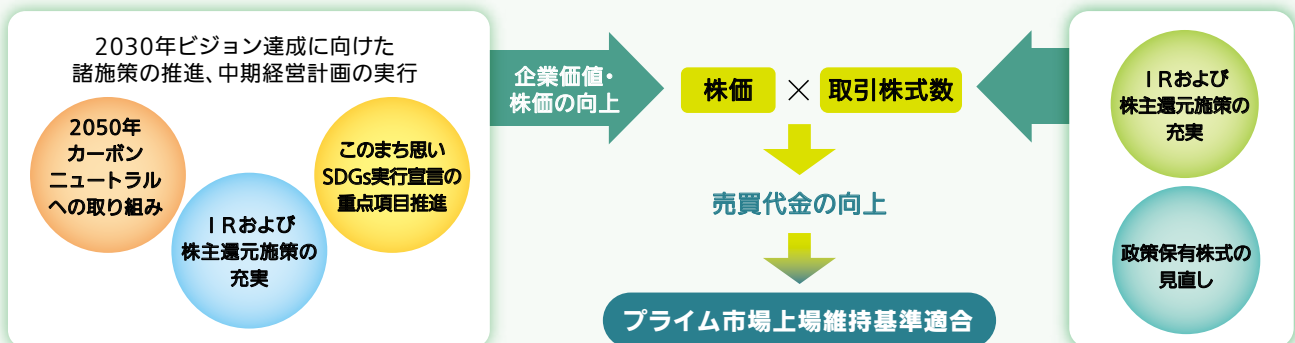 2030年ビジョン達成に向けた
諸施策の推進、中期経営計画の実行
2050年
カーボン
ニュートラル
への取り組み
IRおよび
株主還元施策の
充実
このまち思い
SDGs実行宣言の
重点項目推進
企業価値・
株価の向上
株価 × 取引株式数
売買代金の向上
プライム市場上場維持基準適合
IRおよび
株主還元施策の
充実
政策保有株式の
見直し